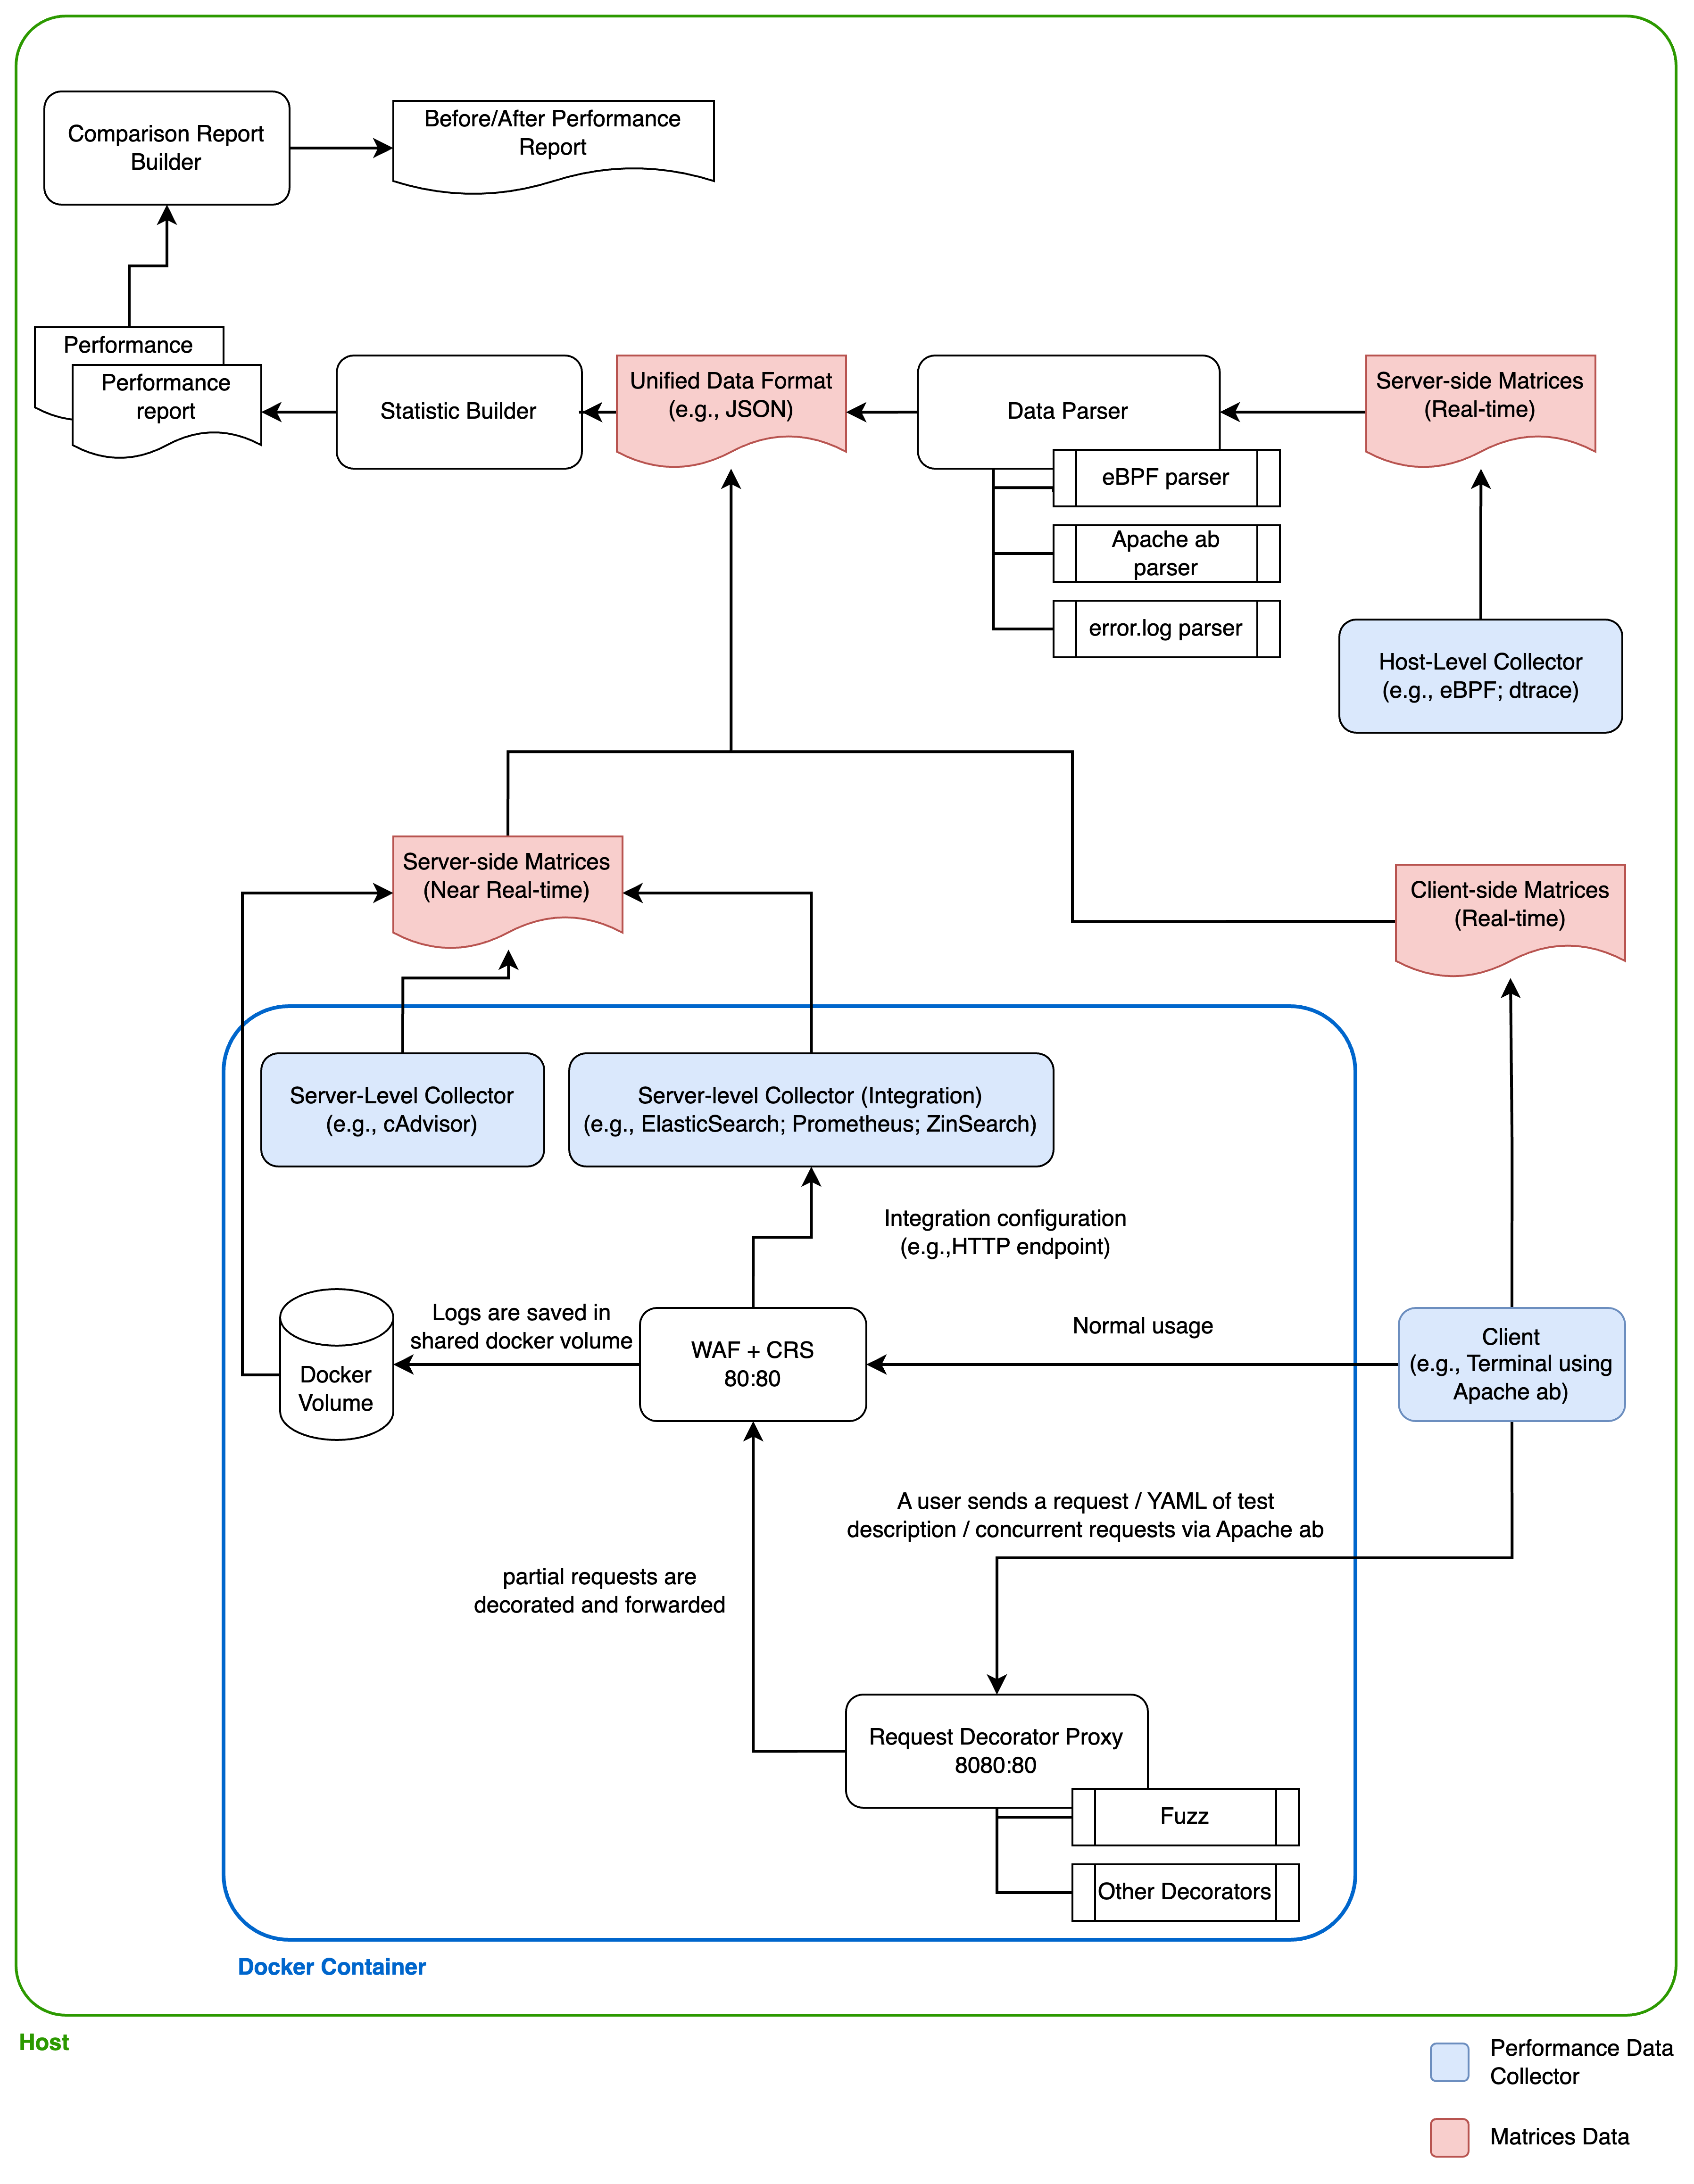 Comparison Report
Builder
Before/After Performance
Report
Performance
Performance
report
Statistic Builder
Unified Data Format
(e.g., JSON)
Data Parser
Server-side Matrices
(Real-time)
eBPF parser
Apache ab
parser
error.log parser
Host-Level Collector
(e.g., eBPF; dtrace)
Server-side Matrices
(Near Real-time)
Client-side Matrices
(Real-time)
Server-Level Collector
(e.g., cAdvisor)
Server-level Collector (Integration)
(e.g., ElasticSearch; Prometheus; ZinSearch)
Integration configuration
(e.g.,HTTP endpoint)
Logs are saved in
shared docker volume
Docker
Volume
WAF + CRS
80:80
Normal usage
Client
(e.g., Terminal using
Apache ab)
A user sends a request / YAML of test
description / concurrent requests via Apache ab
partial requests are
decorated and forwarded
Request Decorator Proxy
8080:80
Fuzz
Other Decorators
Docker Container
Host
Performance Data
Collector
Matrices Data